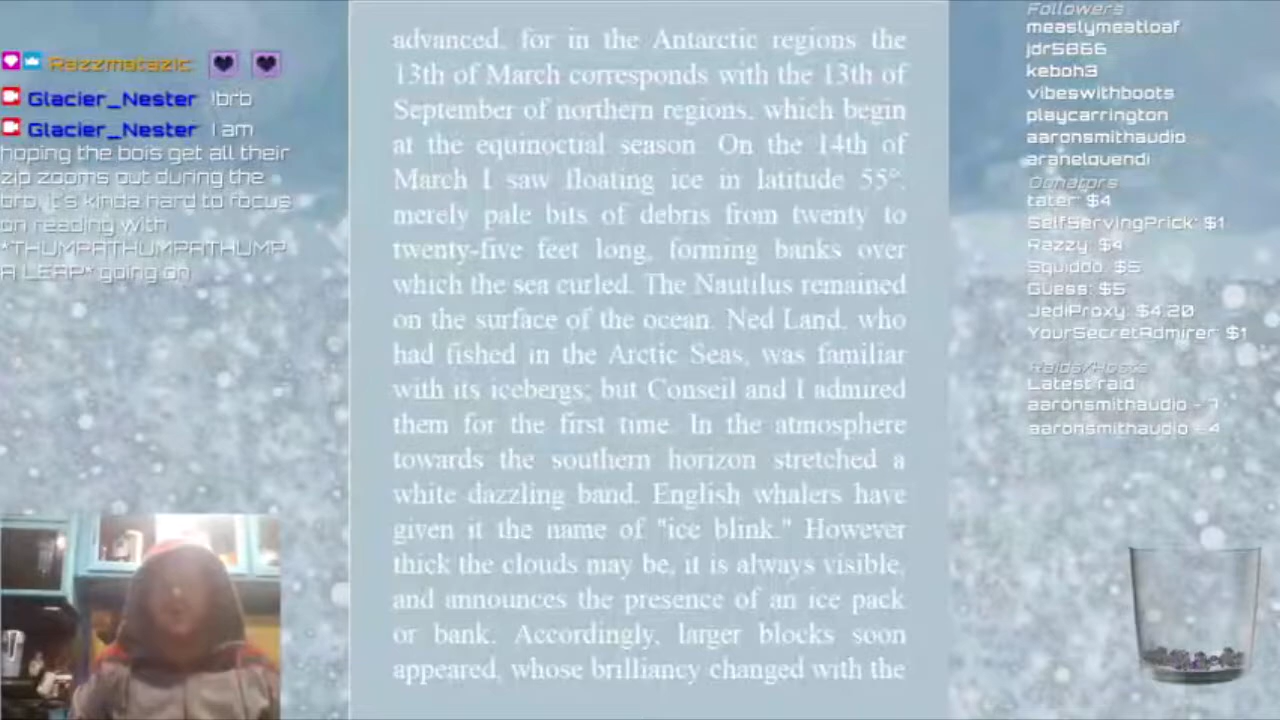 Razzmatazic
Glacier_Nester !brb
Glacier_Nester I am
hoping the bois get all their
zip zooms out during the
brb, it's kinda hard to focus
on reading with
*THUMPATHUMPATHUMP
A LEAP* going on
advanced, for in the Antarctic regions the
13th of March corresponds with the 13th of
September of northern regions, which begin
at the equinoctial season. On the 14th of
March I saw floating ice in latitude 55°,
merely pale bits of debris from twenty to
twenty-five feet long, forming banks over
which the sea curled. The Nautilus remained
on the surface of the ocean. Ned Land, who
had fished in the Arctic Seas, was familiar
with its icebergs; but Conseil and I admired
them for the first time. In the atmosphere
towards the southern horizon stretched a
white dazzling band. English whalers have
given it the name of "ice blink." However
thick the clouds may be, it is always visible,
and announces the presence of an ice pack
or bank. Accordingly, larger blocks soon
appeared, whose brilliancy changed with the
Followers
measlymeatloaf
jdr5866
keboh3
vibeswithboots
playcarrington
aaronsmithaudio
aranelquendi
Donators
tater: $4
SelfServingPrick: $1
Razzy: $4
Squidoo: $5
Guess: $5
JediProxy: $4.20
YourSecretAdmirer: $1
Raids/Hosts
Latest raid
aaronsmithaudio - 7
aaronsmithaudio - 4